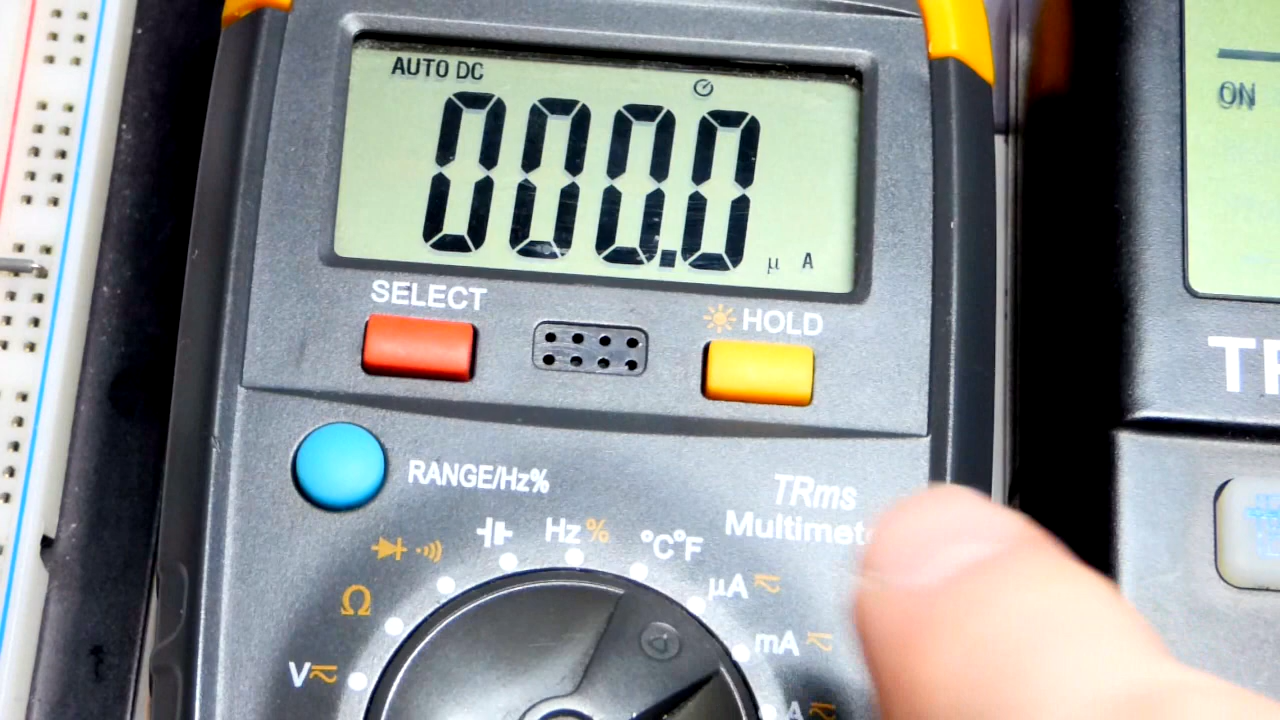 AUTO DC
000.0
μ A
ON
SELECT
HOLD
RANGE/Hz%
TRms
Hz %
°C°F
μA
Ω
mA
V
A